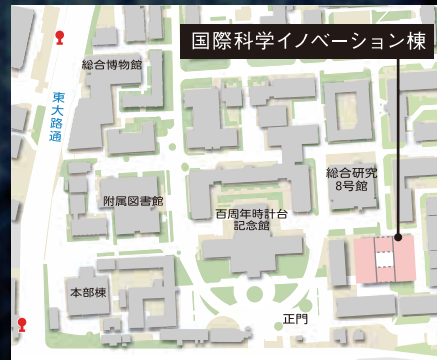 国際科学イノベーション棟
総合博物館
東大路通
総合研究
8号館
附属図書館
百周年時計台
記念館
本部棟
正門